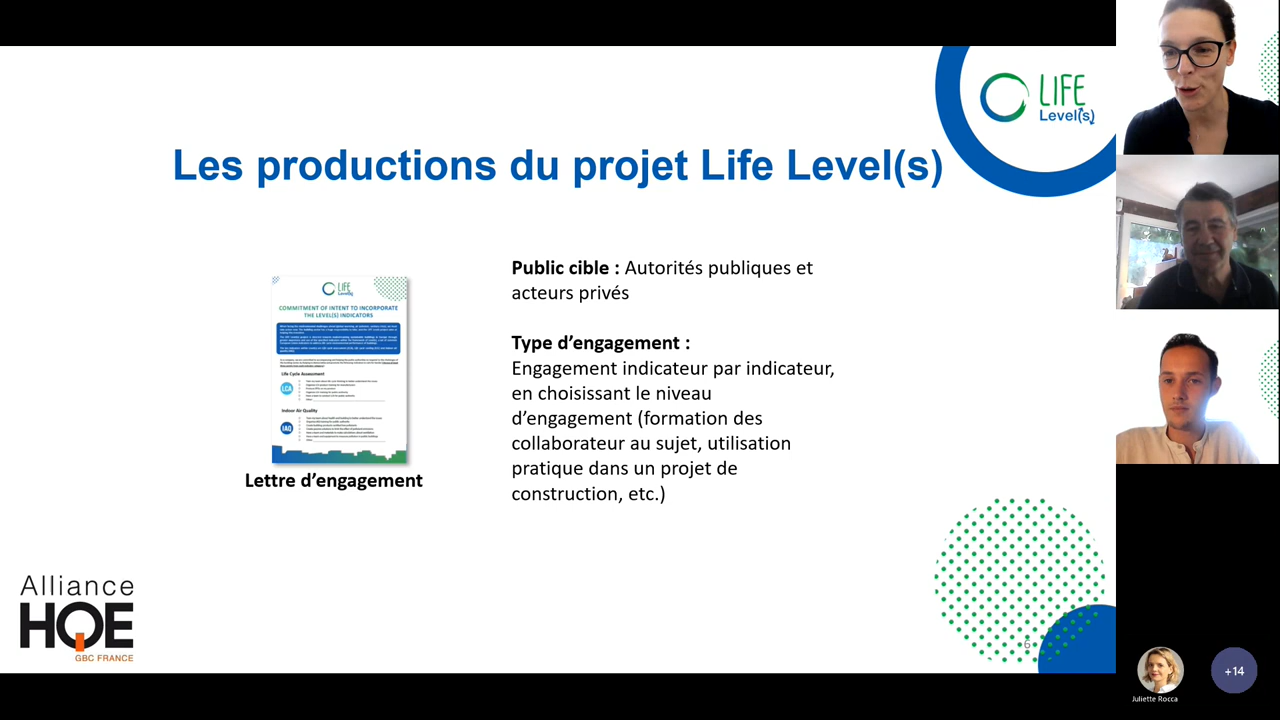 LIFE
Level(s)
Les productions du projet Life Level(s)
LIFE
Level(s)
COMMITMENT OF INTENT TO INCORPORATE
THE LEVEL(S) INDICATORS
Life Cycle Assessment
LCA
Indoor Air Quality
IAQ
Lettre d’engagement
Public cible : Autorités publiques et
acteurs privés
Type d’engagement :
Engagement indicateur par indicateur,
en choisissant le niveau
d’engagement (formation des
collaborateur au sujet, utilisation
pratique dans un projet de
construction, etc.)
Alliance
HQE
GBC FRANCE
6
Juliette Rocca
+14